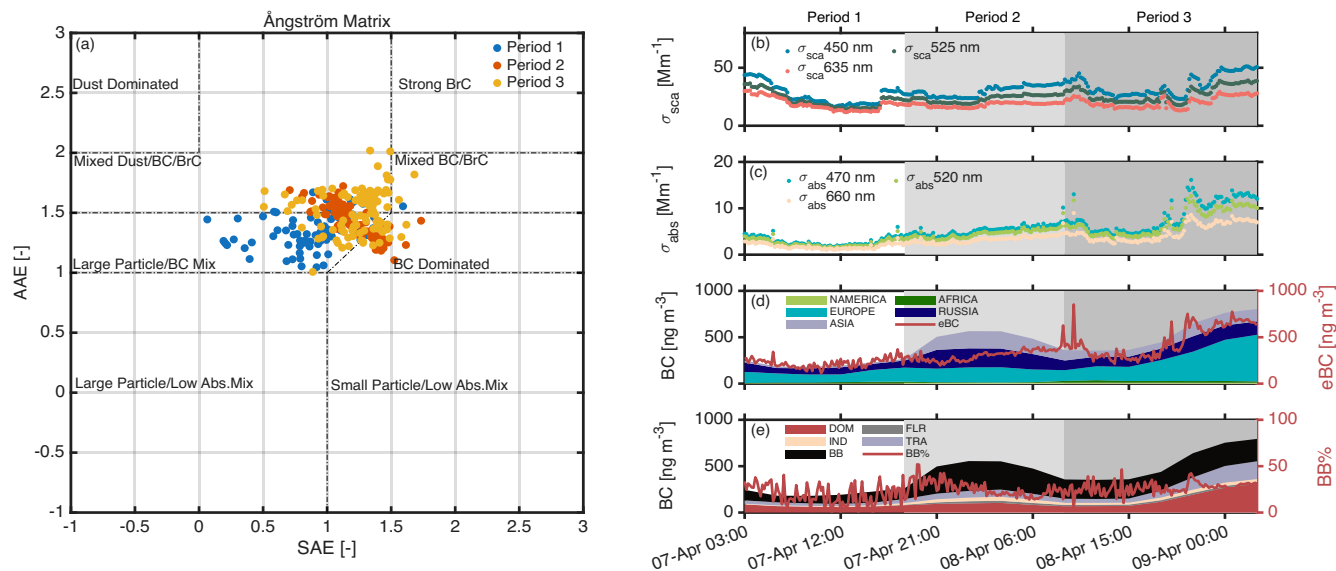 Ångström Matrix
(a)
Period 1
Period 2
Period 3
Dust Dominated
Strong BrC
Mixed Dust/BC/BrC
Mixed BC/BrC
Large Particle/BC Mix
BC Dominated
Large Particle/Low Abs.Mix
Small Particle/Low Abs.Mix
AAE [-]
3
2.5
2
1.5
1
0.5
0
-0.5
-1
-1 0 0.5 1 1.5 2 2.5 3
SAE [-]
Period 1 Period 2 Period 3
(b)
σsca 450 nm σsca 525 nm
σsca 635 nm
σsca [Mm-1]
50
0
(c)
σabs 470 nm σabs 520 nm
σabs 660 nm
σabs [Mm-1]
20
10
0
(d)
NAMERICA AFRICA
EUROPE RUSSIA
ASIA eBC
BC [ng m-3]
1000
500
0
eBC [ng m-3]
1000
500
0
(e)
DOM FLR
IND TRA
BB BB%
BC [ng m-3]
1000
500
0
BB%
100
50
0
07-Apr 03:00 07-Apr 12:00 07-Apr 21:00 08-Apr 06:00 08-Apr 15:00 09-Apr 00:00